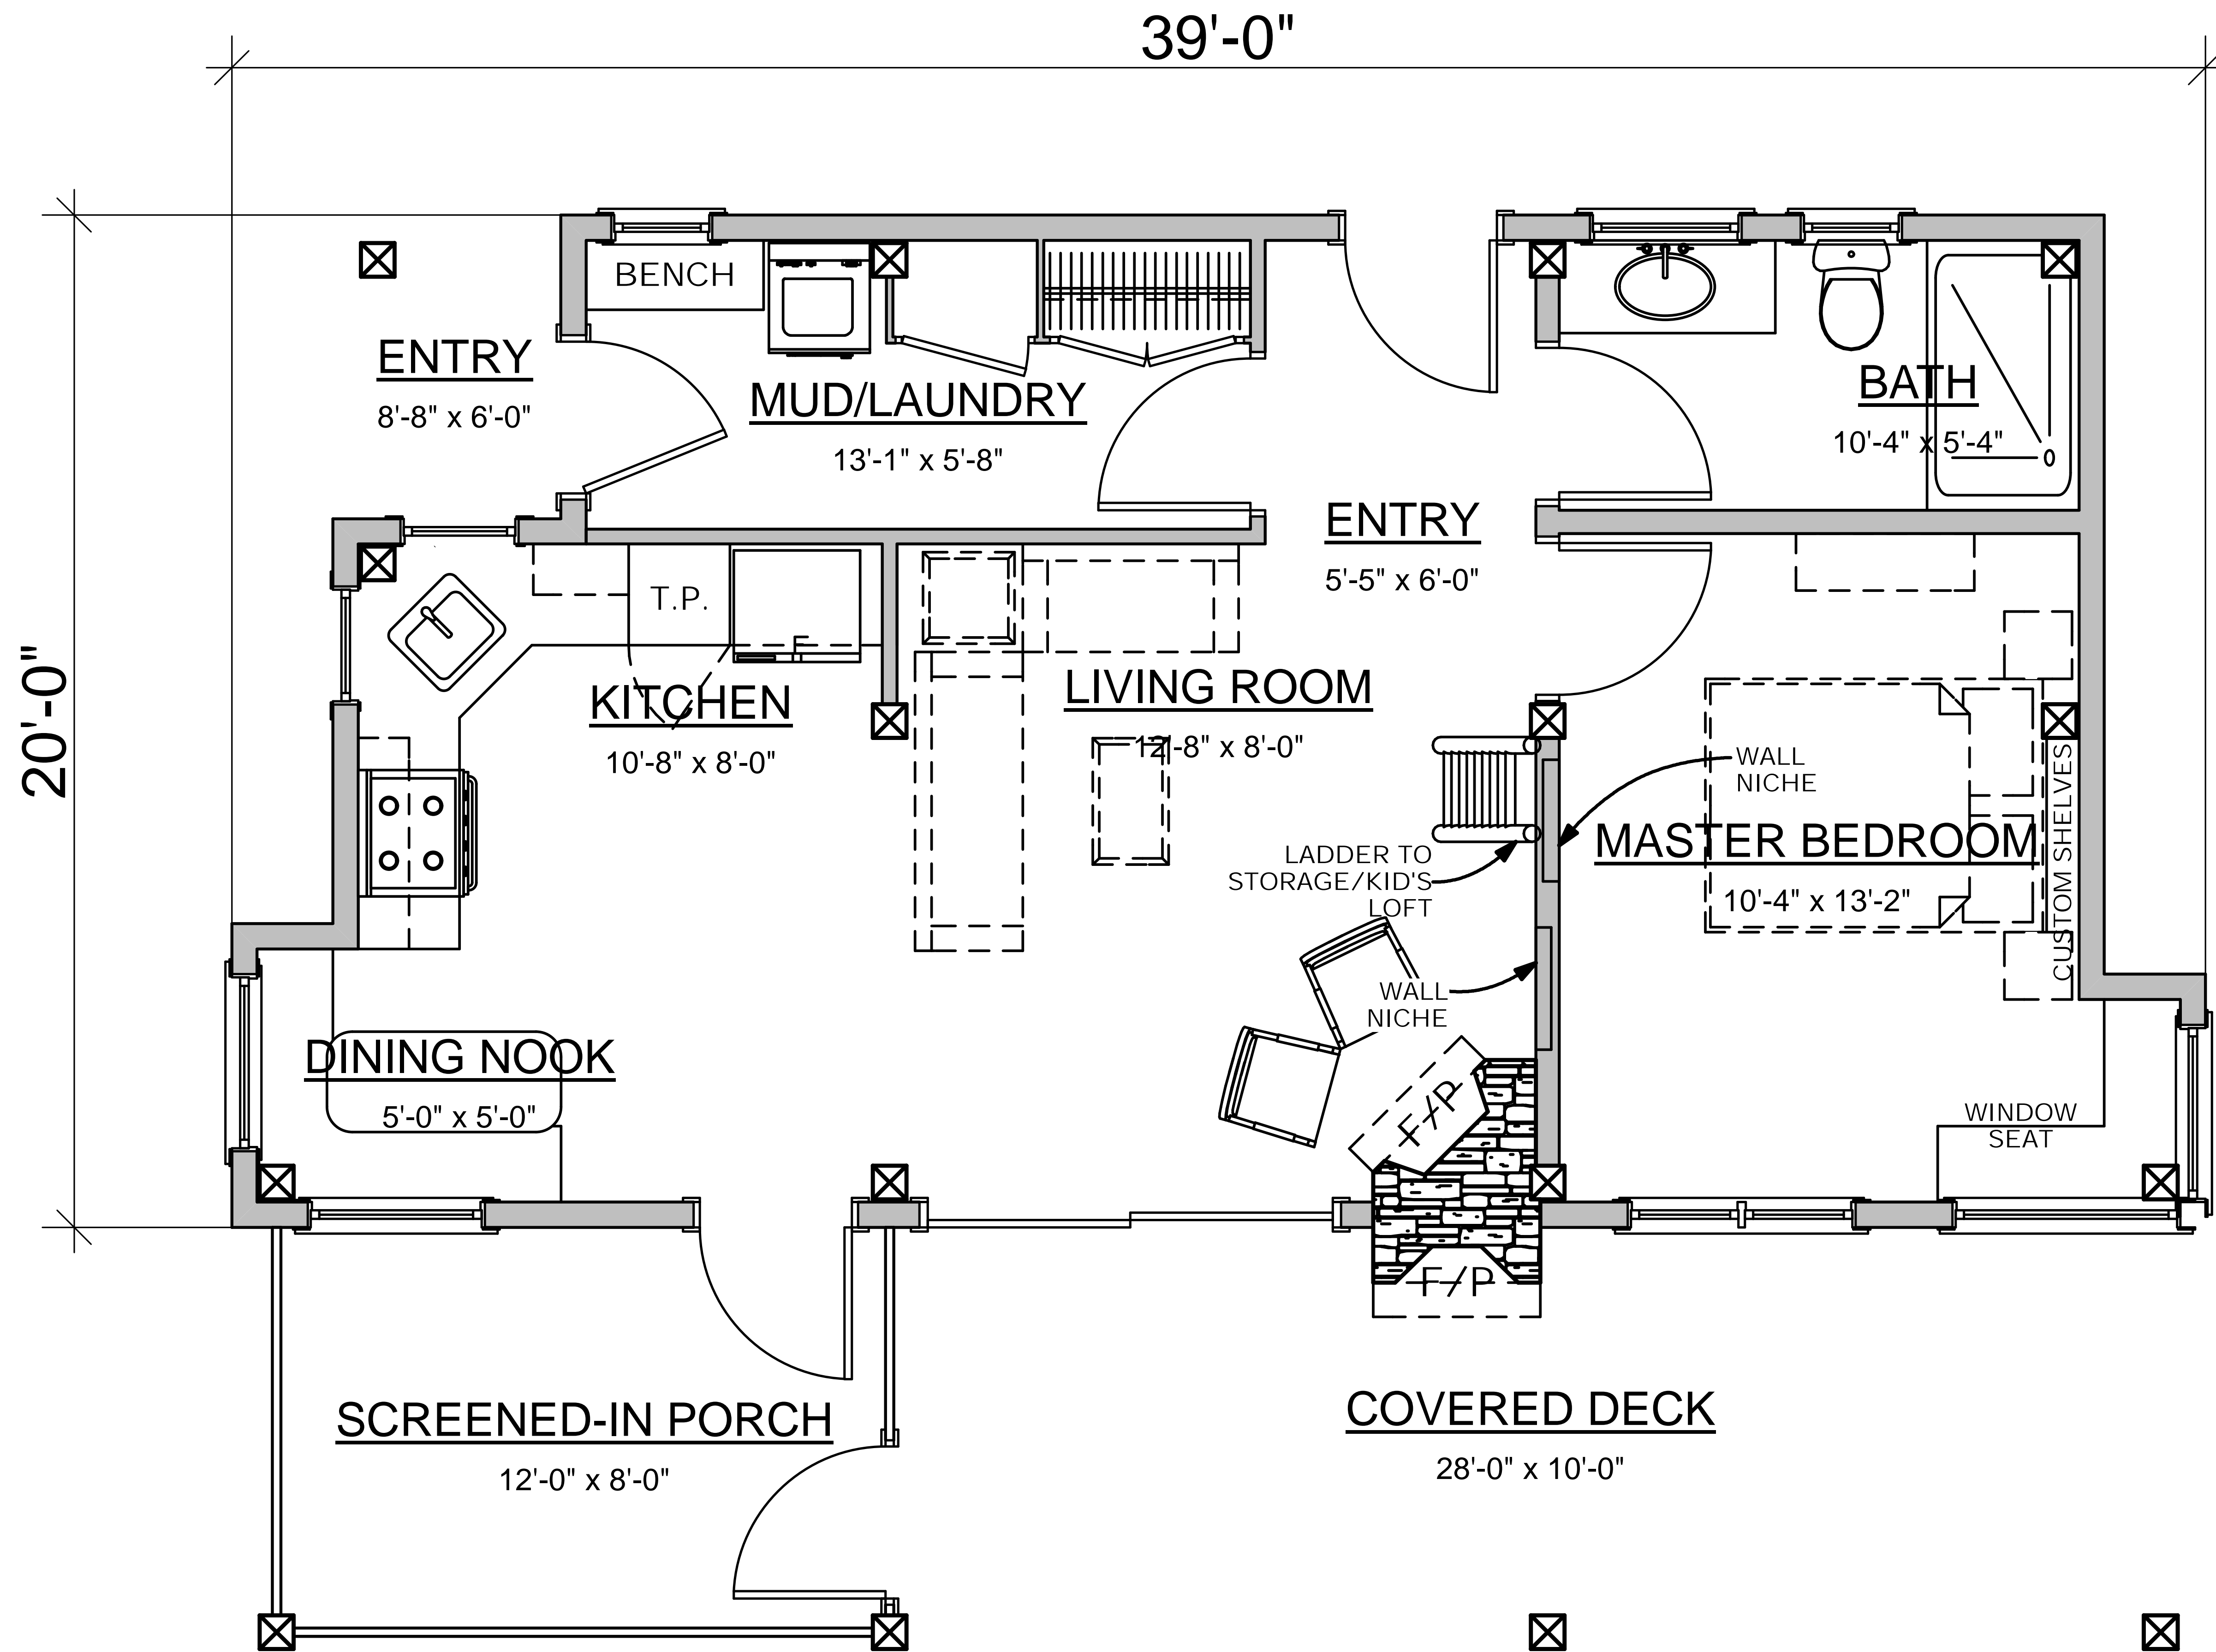 39'-0"
20'-0"
BENCH
ENTRY
8'-8" x 6'-0"
MUD/LAUNDRY
13'-1" x 5'-8"
BATH
10'-4" x 5'-4"
ENTRY
5'-5" x 6'-0"
T.P.
KITCHEN
10'-8" x 8'-0"
LIVING ROOM
12'-8" x 8'-0"
WALL
NICHE
MASTER BEDROOM
10'-4" x 13'-2"
CUSTOM SHELVES
LADDER TO
STORAGE/KID'S
LOFT
WALL
NICHE
DINING NOOK
5'-0" x 5'-0"
F/P
WINDOW
SEAT
F/P
SCREENED-IN PORCH
12'-0" x 8'-0"
COVERED DECK
28'-0" x 10'-0"